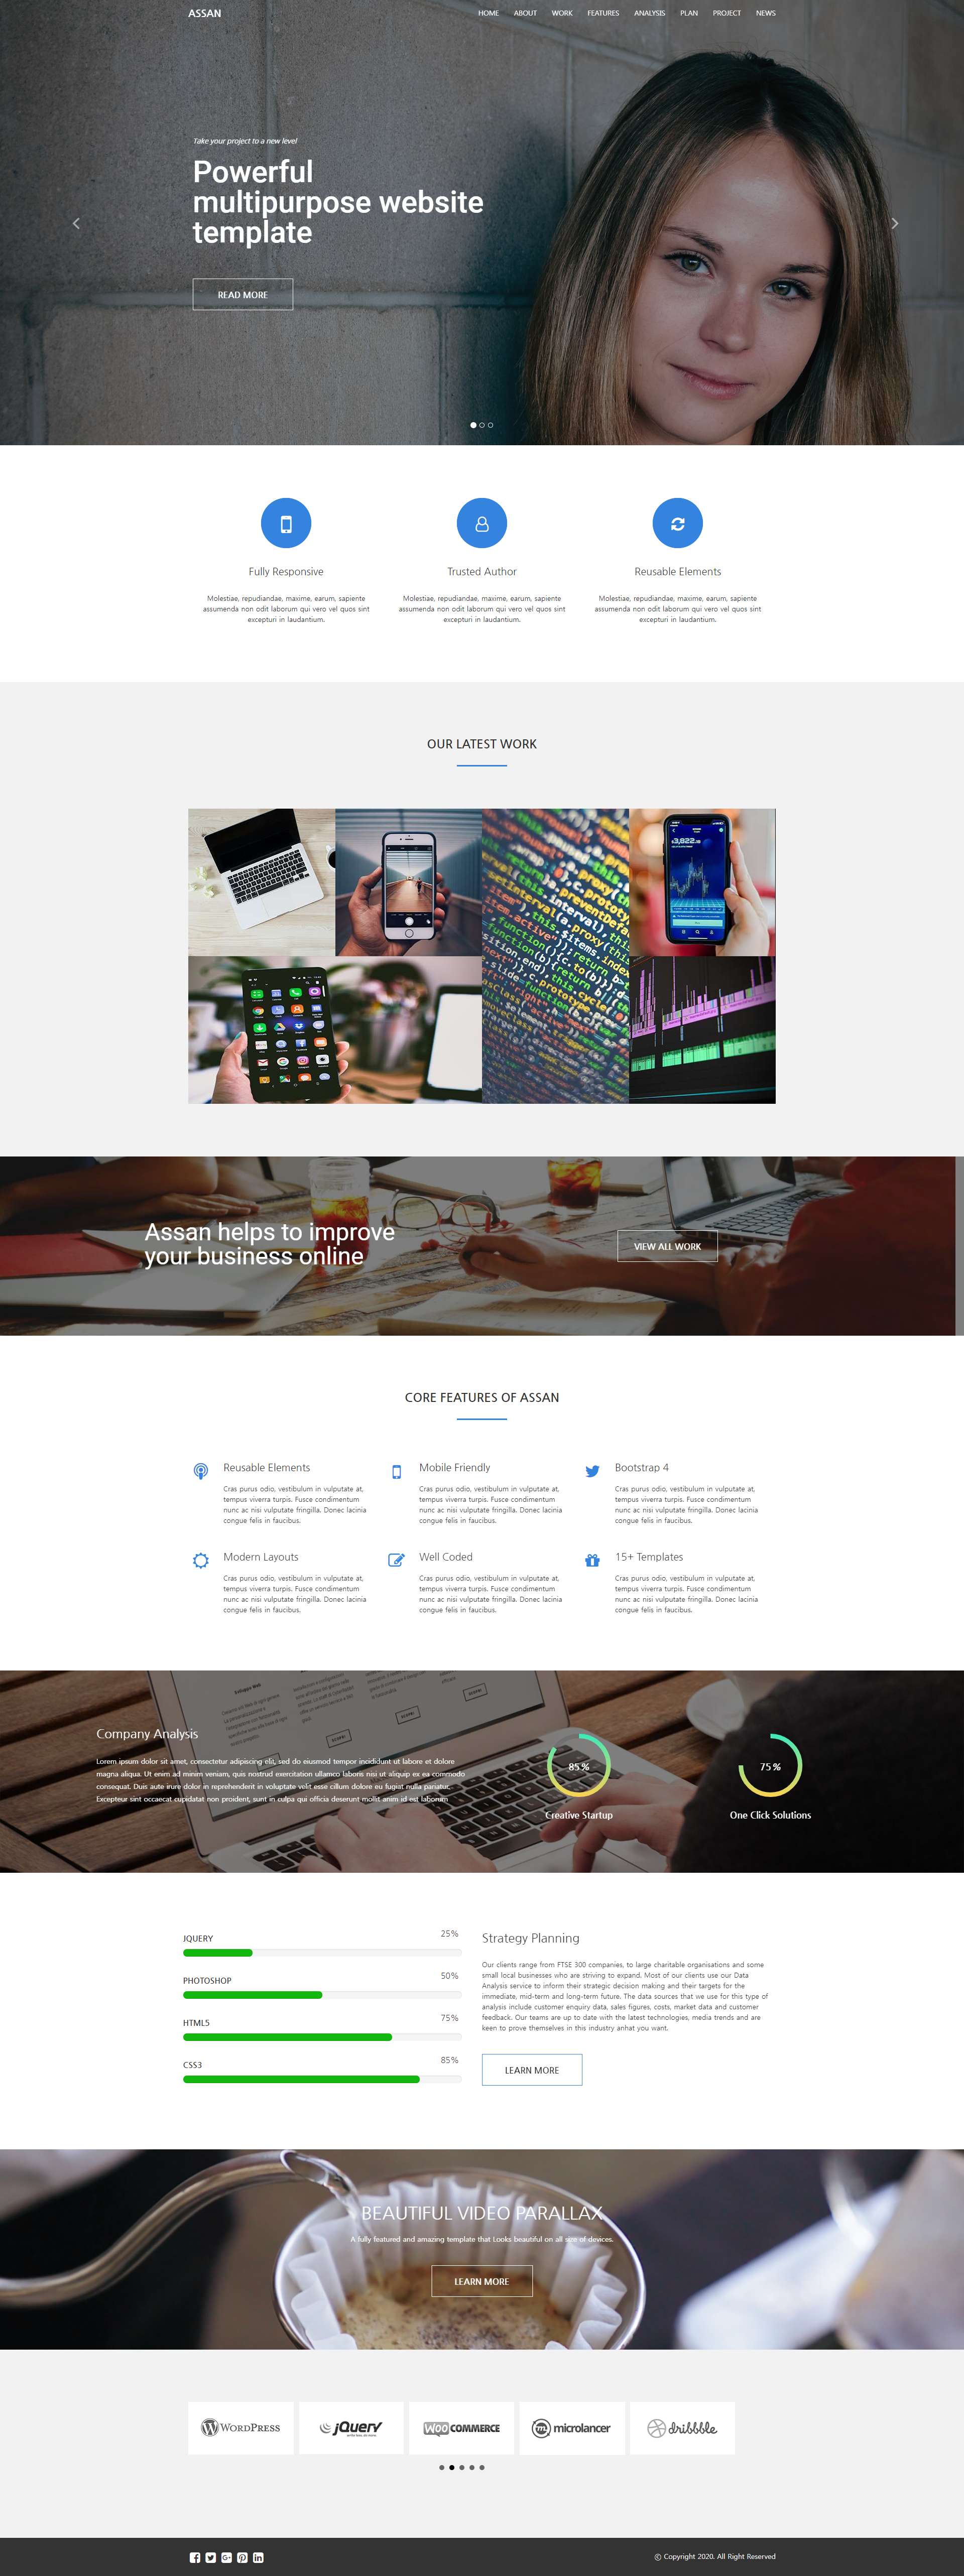 ASSAN
HOME ABOUT WORK FEATURES ANALYSIS PLAN PROJECT NEWS
Take your project to a new level
Powerful
multipurpose website
template
READ MORE
Fully Responsive
Molestiae, repudiandae, maxime, earum, sapiente
assumenda non odit laborum qui vero vel quos sint
excepturi in laudantium.
Trusted Author
Molestiae, repudiandae, maxime, earum, sapiente
assumenda non odit laborum qui vero vel quos sint
excepturi in laudantium.
Reusable Elements
Molestiae, repudiandae, maxime, earum, sapiente
assumenda non odit laborum qui vero vel quos sint
excepturi in laudantium.
OUR LATEST WORK
Assan helps to improve
your business online
VIEW ALL WORK
CORE FEATURES OF ASSAN
Reusable Elements
Cras purus odio, vestibulum in vulputate at,
tempus viverra turpis. Fusce condimentum
nunc ac nisi vulputate fringilla. Donec lacinia
congue felis in faucibus.
Mobile Friendly
Cras purus odio, vestibulum in vulputate at,
tempus viverra turpis. Fusce condimentum
nunc ac nisi vulputate fringilla. Donec lacinia
congue felis in faucibus.
Bootstrap 4
Cras purus odio, vestibulum in vulputate at,
tempus viverra turpis. Fusce condimentum
nunc ac nisi vulputate fringilla. Donec lacinia
congue felis in faucibus.
Modern Layouts
Cras purus odio, vestibulum in vulputate at,
tempus viverra turpis. Fusce condimentum
nunc ac nisi vulputate fringilla. Donec lacinia
congue felis in faucibus.
Well Coded
Cras purus odio, vestibulum in vulputate at,
tempus viverra turpis. Fusce condimentum
nunc ac nisi vulputate fringilla. Donec lacinia
congue felis in faucibus.
15+ Templates
Cras purus odio, vestibulum in vulputate at,
tempus viverra turpis. Fusce condimentum
nunc ac nisi vulputate fringilla. Donec lacinia
congue felis in faucibus.
Company Analysis
Lorem ipsum dolor sit amet, consectetur adipiscing elit, sed do eiusmod tempor incididunt ut labore et dolore
magna aliqua. Ut enim ad minim veniam, quis nostrud exercitation ullamco laboris nisi ut aliquip ex ea commodo
consequat. Duis aute irure dolor in reprehenderit in voluptate velit esse cillum dolore eu fugiat nulla pariatur.
Excepteur sint occaecat cupidatat non proident, sunt in culpa qui officia deserunt mollit anim id est laborum
85%
Creative Startup
75%
One Click Solutions
JQUERY 25%
PHOTOSHOP 50%
HTML5 75%
CSS3 85%
Strategy Planning
Our clients range from FTSE 300 companies, to large charitable organisations and some
small local businesses who are striving to expand. Most of our clients use our Data
Analysis service to inform their strategic decision making and their targets for the
immediate, mid-term and long-term future. The data sources that we use for this type of
analysis include customer enquiry data, sales figures, costs, market data and customer
feedback. Our teams are up to date with the latest technologies, media trends and are
keen to prove themselves in this industry anhat you want.
LEARN MORE
BEAUTIFUL VIDEO PARALLAX
A fully featured and amazing template that Looks beautiful on all size of devices.
LEARN MORE
WORDPRESS
jQuery
WOO COMMERCE
microlancer
dribbble
© Copyright 2020. All Right Reserved